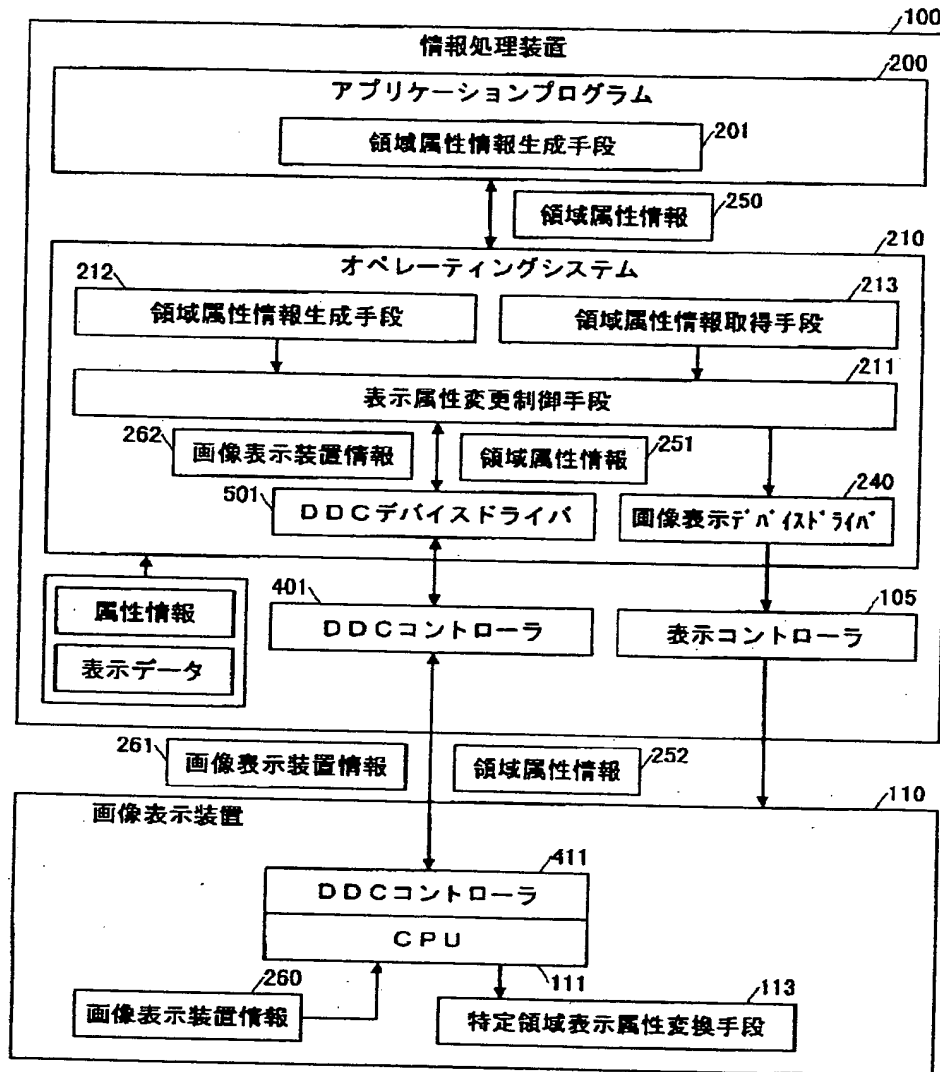 100
情報処理装置
200
アプリケーションプログラム
201
領域属性情報生成手段
領域属性情報
250
210
オペレーティングシステム
212
領域属性情報生成手段
213
領域属性情報取得手段
211
表示属性変更制御手段
262
画像表示装置情報
領域属性情報
251
501
DDCデバイスドライバ
240
画像表示ﾃﾞﾊﾞｲｽﾄﾞﾗｲﾊﾞ
属性情報
表示データ
401
DDCコントローラ
105
表示コントローラ
261
画像表示装置情報
領域属性情報
252
110
画像表示装置
411
DDCコントローラ
CPU
111
260
画像表示装置情報
113
特定領域表示属性変換手段